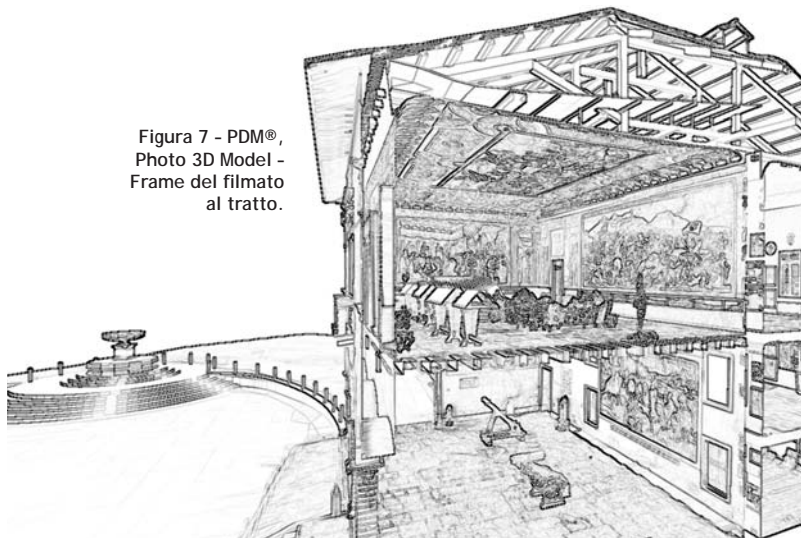 Figura 7 - PDM®,
Photo 3D Model -
Frame del filmato
al tratto.